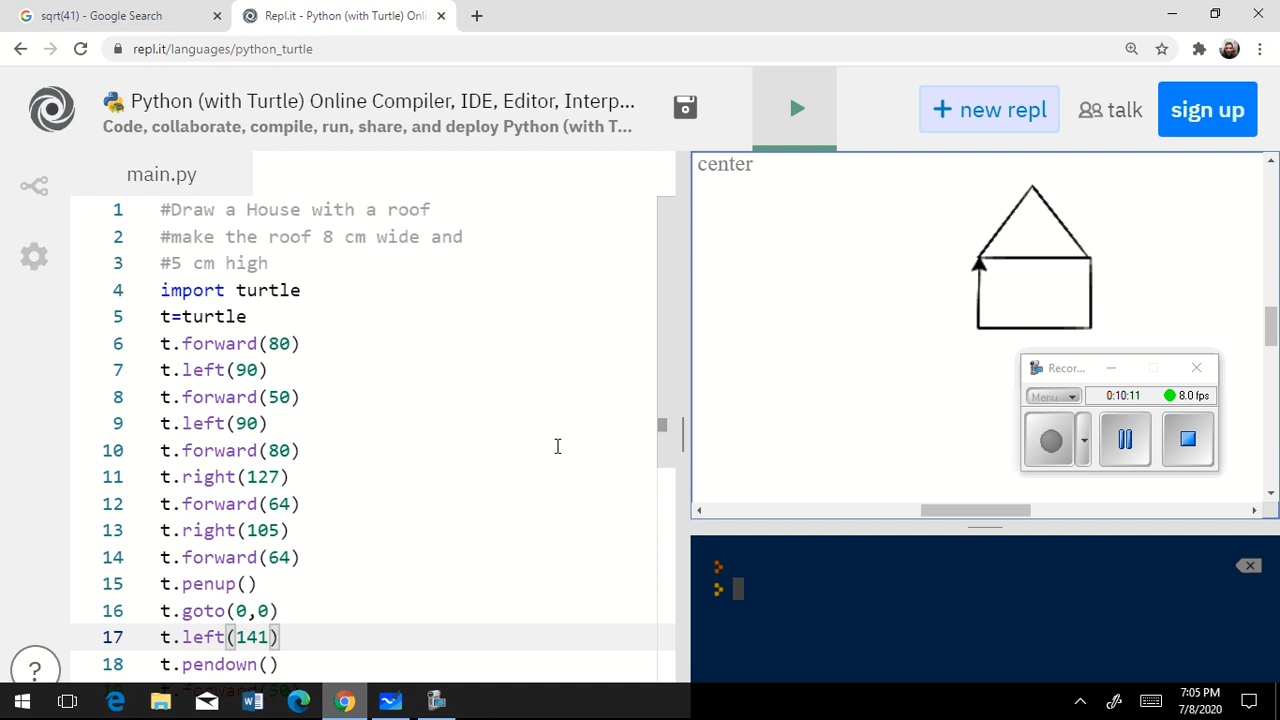 sqrt(41) - Google Search
Repl.it - Python (with Turtle) Onli
repl.it/languages/python_turtle
Python (with Turtle) Online Compiler, IDE, Editor, Interp...
Code, collaborate, compile, run, share, and deploy Python (with T...
+ new repl
talk
sign up
main.py
1 #Draw a House with a roof
2 #make the roof 8 cm wide and
3 #5 cm high
4 import turtle
5 t=turtle
6 t.forward(80)
7 t.left(90)
8 t.forward(50)
9 t.left(90)
10 t.forward(80)
11 t.right(127)
12 t.forward(64)
13 t.right(105)
14 t.forward(64)
15 t.penup()
16 t.goto(0,0)
17 t.left(141)
18 t.pendown()
19 t.forward(50)
center
Recor...
Menu
0:10:11
8.0 fps
?
7:05 PM
7/8/2020